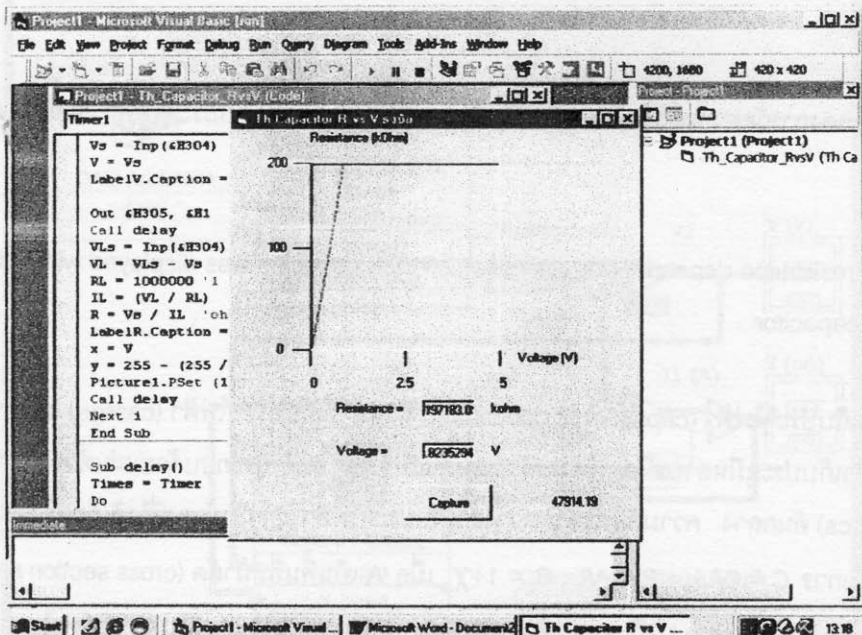 Project1 - Microsoft Visual Basic [run]
File Edit View Project Format Debug Run Query Diagram Tools Add-Ins Window Help
4200, 1680 420 x 420
Project1 - Th_Capacitor_RvsV (Code)
Timer1
Vs = Inp(&H304)
V = Vs
LabelV.Caption =
Out &H305, &H1
Call delay
VLs = Inp(&H304)
VL = VLs - Vs
RL = 1000000 '1
IL = (VL / RL)
R = Vs / IL 'oh
LabelR.Caption =
x = V
y = 255 - (255 /
Picture1.PSet (1
Call delay
Next i
End Sub
Sub delay()
Times = Timer
Do
Immediate
Th Capacitor R vs V
Resistance (kOhm)
200
100
0
0 2.5 5
Voltage (V)
Resistance = kohm
Voltage = .8235294 V
Capture 47914.19
Project - Project1
Project1 (Project1)
Th_Capacitor_RvsV (Th Ca
Start Project1 - Microsoft Visual ... Microsoft Word - Document2 Th Capacitor R vs V ... 13:18